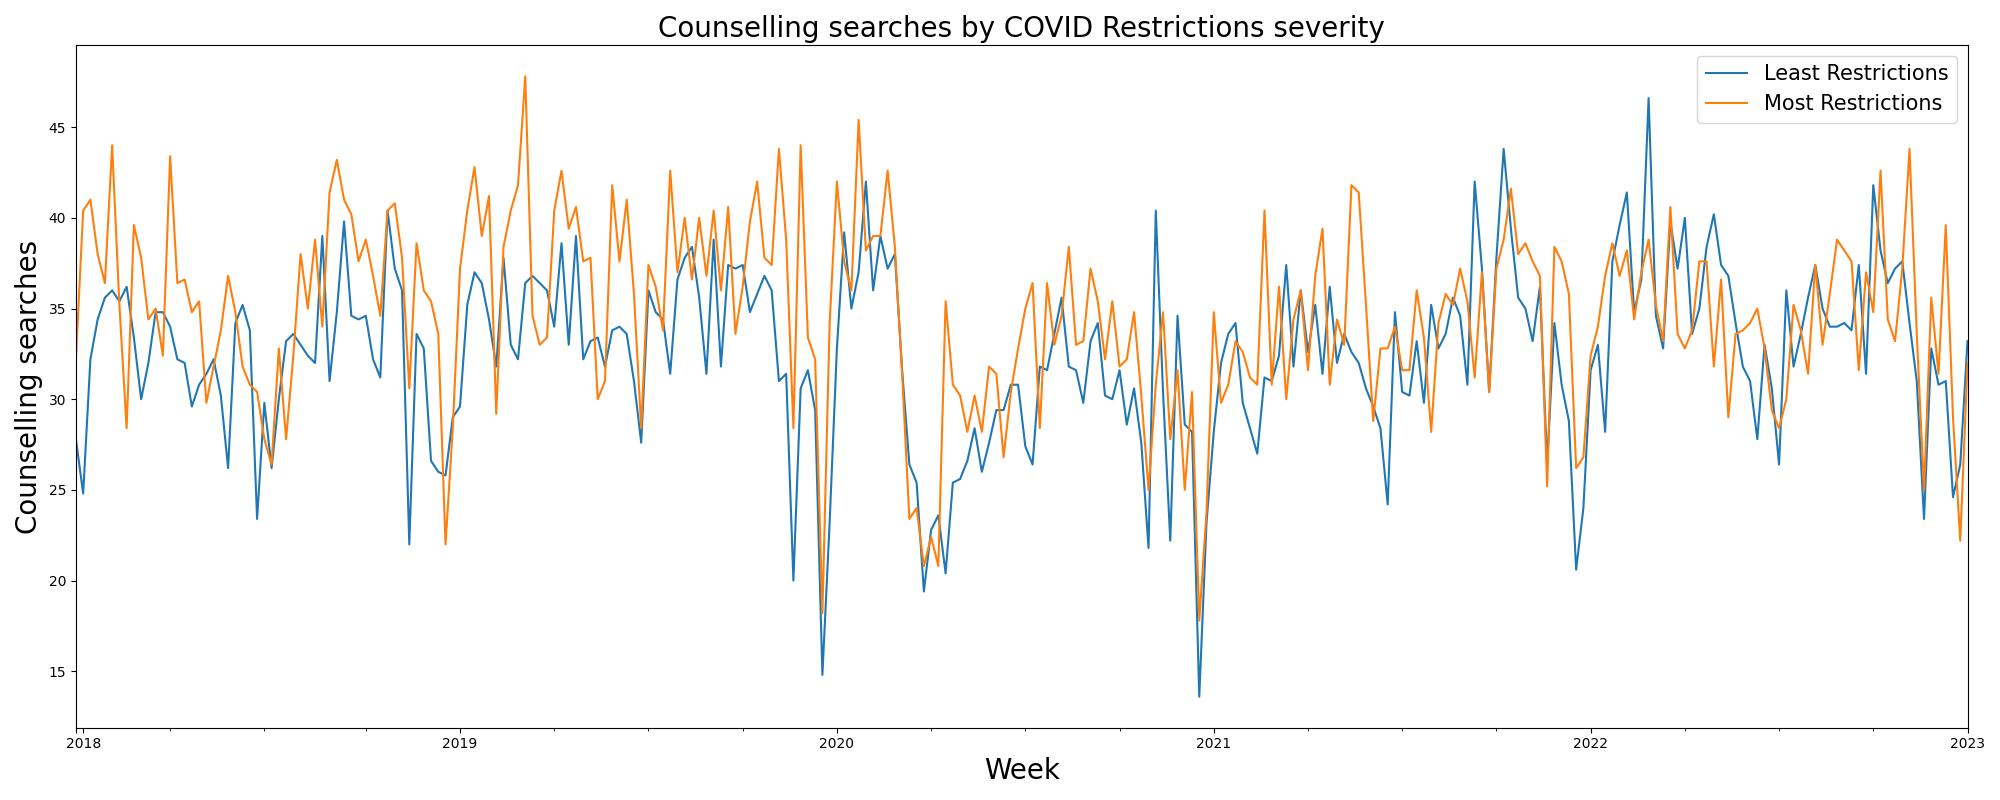 Counselling searches by COVID Restrictions severity
Least Restrictions
Most Restrictions
Counselling searches
45
40
35
30
25
20
15
2018
2019
2020
2021
2022
2023
Week